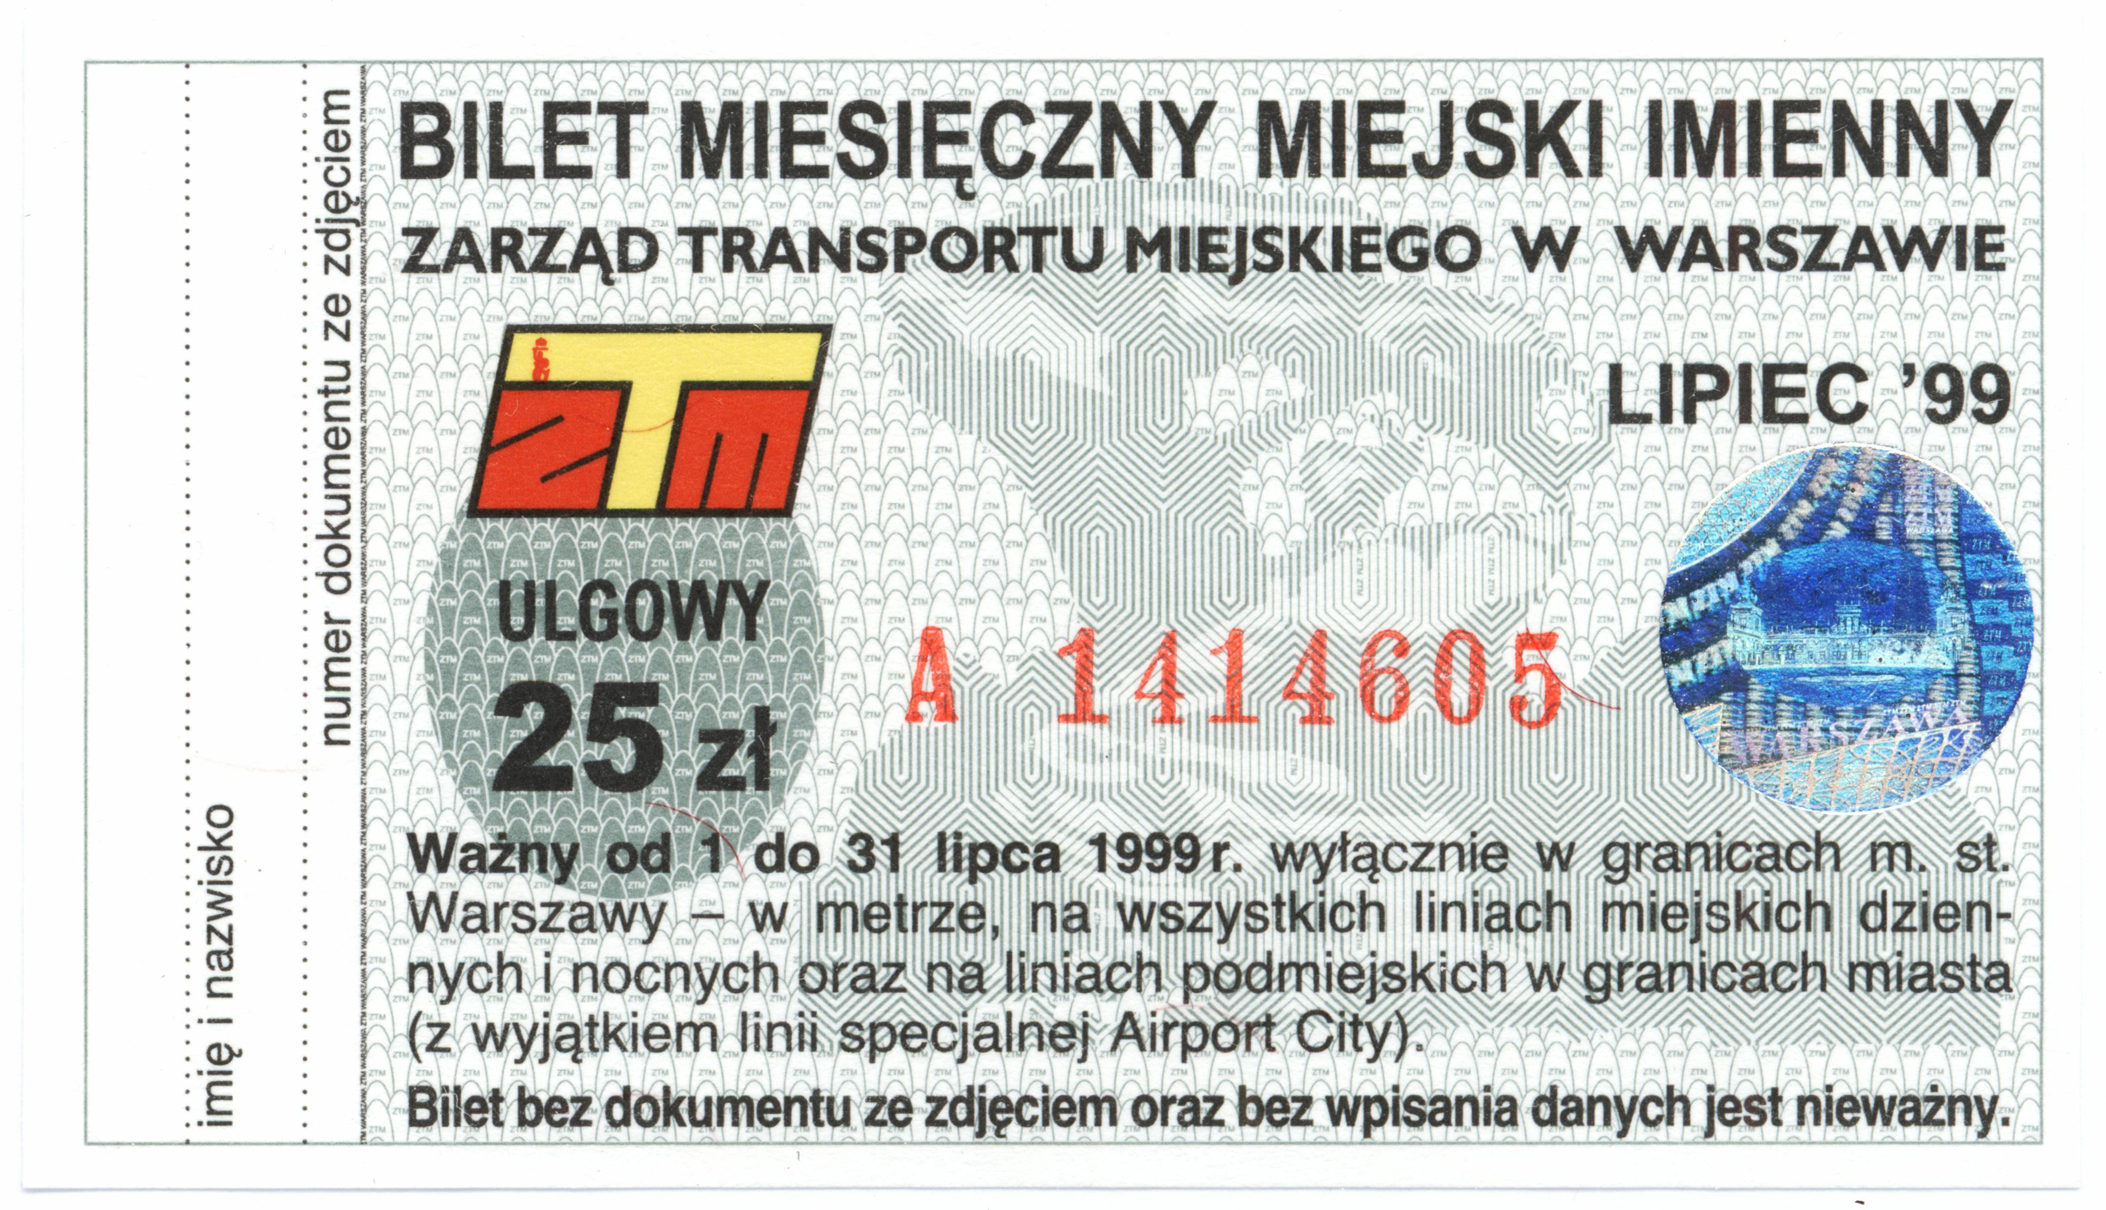 BILET MIESIĘCZNY MIEJSKI IMIENNY
ZARZĄD TRANSPORTU MIEJSKIEGO W WARSZAWIE
LIPIEC '99
ZTM
ULGOWY
25 zł
A 1414605
WARSZAWA
Ważny od 1 do 31 lipca 1999 r. wyłącznie w granicach m. st.
Warszawy – w metrze, na wszystkich liniach miejskich dzien-
nych i nocnych oraz na liniach podmiejskich w granicach miasta
(z wyjątkiem linii specjalnej Airport City).
Bilet bez dokumentu ze zdjęciem oraz bez wpisania danych jest nieważny.
imię i nazwisko
numer dokumentu ze zdjęciem